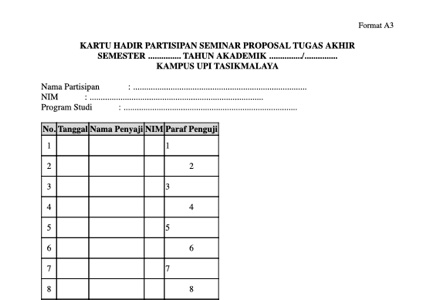 Format A3
KARTU HADIR PARTISIPAN SEMINAR PROPOSAL TUGAS AKHIR
SEMESTER ............... TAHUN AKADEMIK .............../...............
KAMPUS UPI TASIKMALAYA
Nama Partisipan : ...............................................................................
NIM : ...............................................................................
Program Studi : ...............................................................................
No. Tanggal Nama Penyaji NIM Paraf Penguji
1 1
2 2
3 3
4 4
5 5
6 6
7 7
8 8